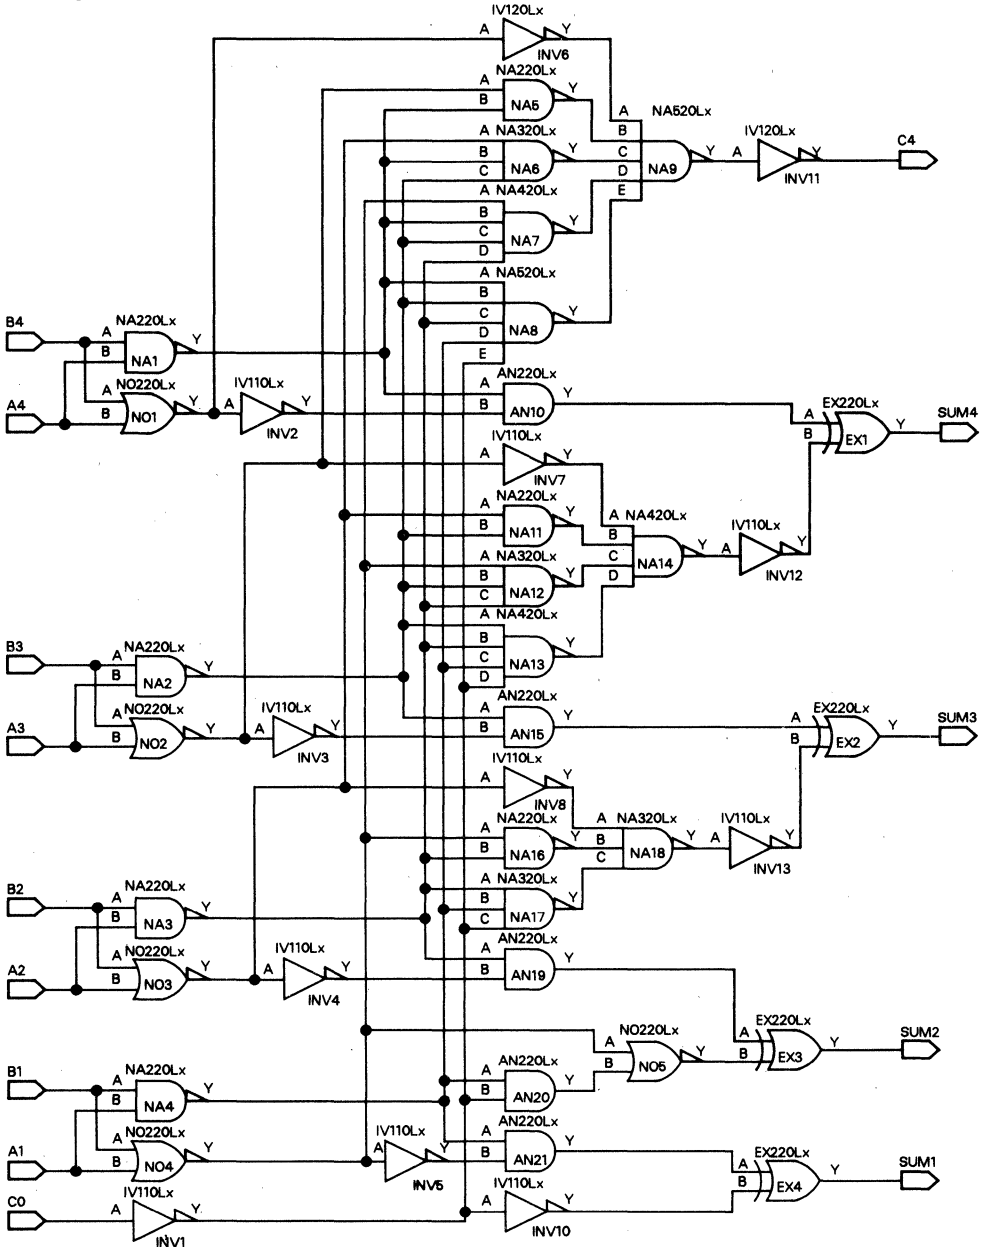 IV120Lx
A
Y
INV6
NA220Lx
A
B
NA5
Y
A NA320Lx
B
C
NA6
Y
A NA420Lx
B
C
D
NA7
Y
A NA520Lx
B
C
D
E
NA8
Y
A NA520Lx
B
C
D
E
NA9
Y
IV120Lx
A
Y
INV11
C4
B4
A4
NA220Lx
A
B
NA1
Y
NO220Lx
A
B
NO1
Y
IV110Lx
A
Y
INV2
AN220Lx
A
B
AN10
Y
EX220Lx
A
B
EX1
Y
SUM4
IV110Lx
A
Y
INV7
NA220Lx
A
B
NA11
Y
A NA320Lx
B
C
NA12
Y
A NA420Lx
B
C
D
NA13
Y
A NA420Lx
B
C
D
NA14
Y
IV110Lx
A
Y
INV12
B3
A3
NA220Lx
A
B
NA2
Y
NO220Lx
A
B
NO2
Y
IV110Lx
A
Y
INV3
AN220Lx
A
B
AN15
Y
EX220Lx
A
B
EX2
Y
SUM3
IV110Lx
A
Y
INV8
NA220Lx
A
B
NA16
Y
A NA320Lx
B
C
NA17
Y
A NA320Lx
B
C
NA18
Y
IV110Lx
A
Y
INV13
B2
A2
NA220Lx
A
B
NA3
Y
NO220Lx
A
B
NO3
Y
IV110Lx
A
Y
INV4
AN220Lx
A
B
AN19
Y
NO220Lx
A
B
NO5
Y
EX220Lx
A
B
EX3
Y
SUM2
B1
A1
C0
NA220Lx
A
B
NA4
Y
NO220Lx
A
B
NO4
Y
AN220Lx
A
B
AN20
Y
IV110Lx
A
Y
INV5
AN220Lx
A
B
AN21
Y
EX220Lx
A
B
EX4
Y
SUM1
IV110Lx
A
Y
INV1
IV110Lx
A
Y
INV10